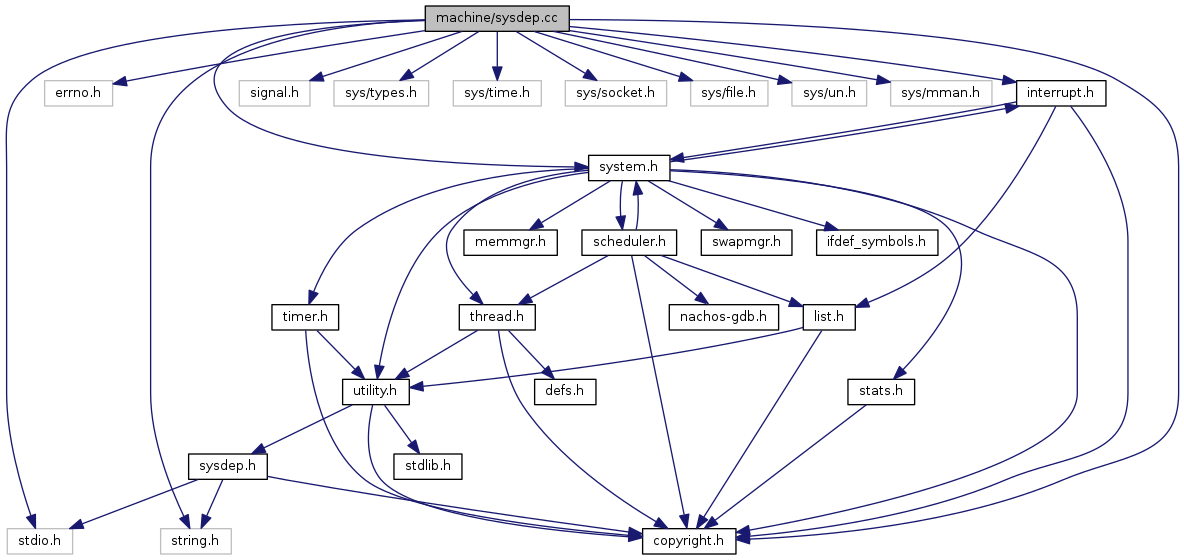 machine/sysdep.cc
errno.h
signal.h
sys/types.h
sys/time.h
sys/socket.h
sys/file.h
sys/un.h
sys/mman.h
interrupt.h
system.h
memmgr.h
scheduler.h
swapmgr.h
ifdef_symbols.h
timer.h
thread.h
nachos-gdb.h
list.h
utility.h
defs.h
stats.h
sysdep.h
stdlib.h
stdio.h
string.h
copyright.h